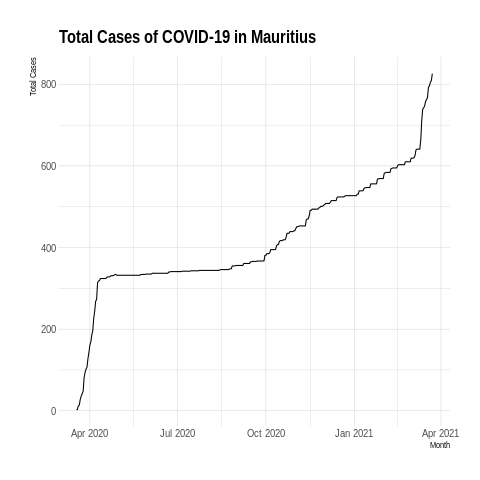 Total Cases of COVID-19 in Mauritius
Total Cases
800
600
400
200
0
Apr 2020 Jul 2020 Oct 2020 Jan 2021 Apr 2021
Month